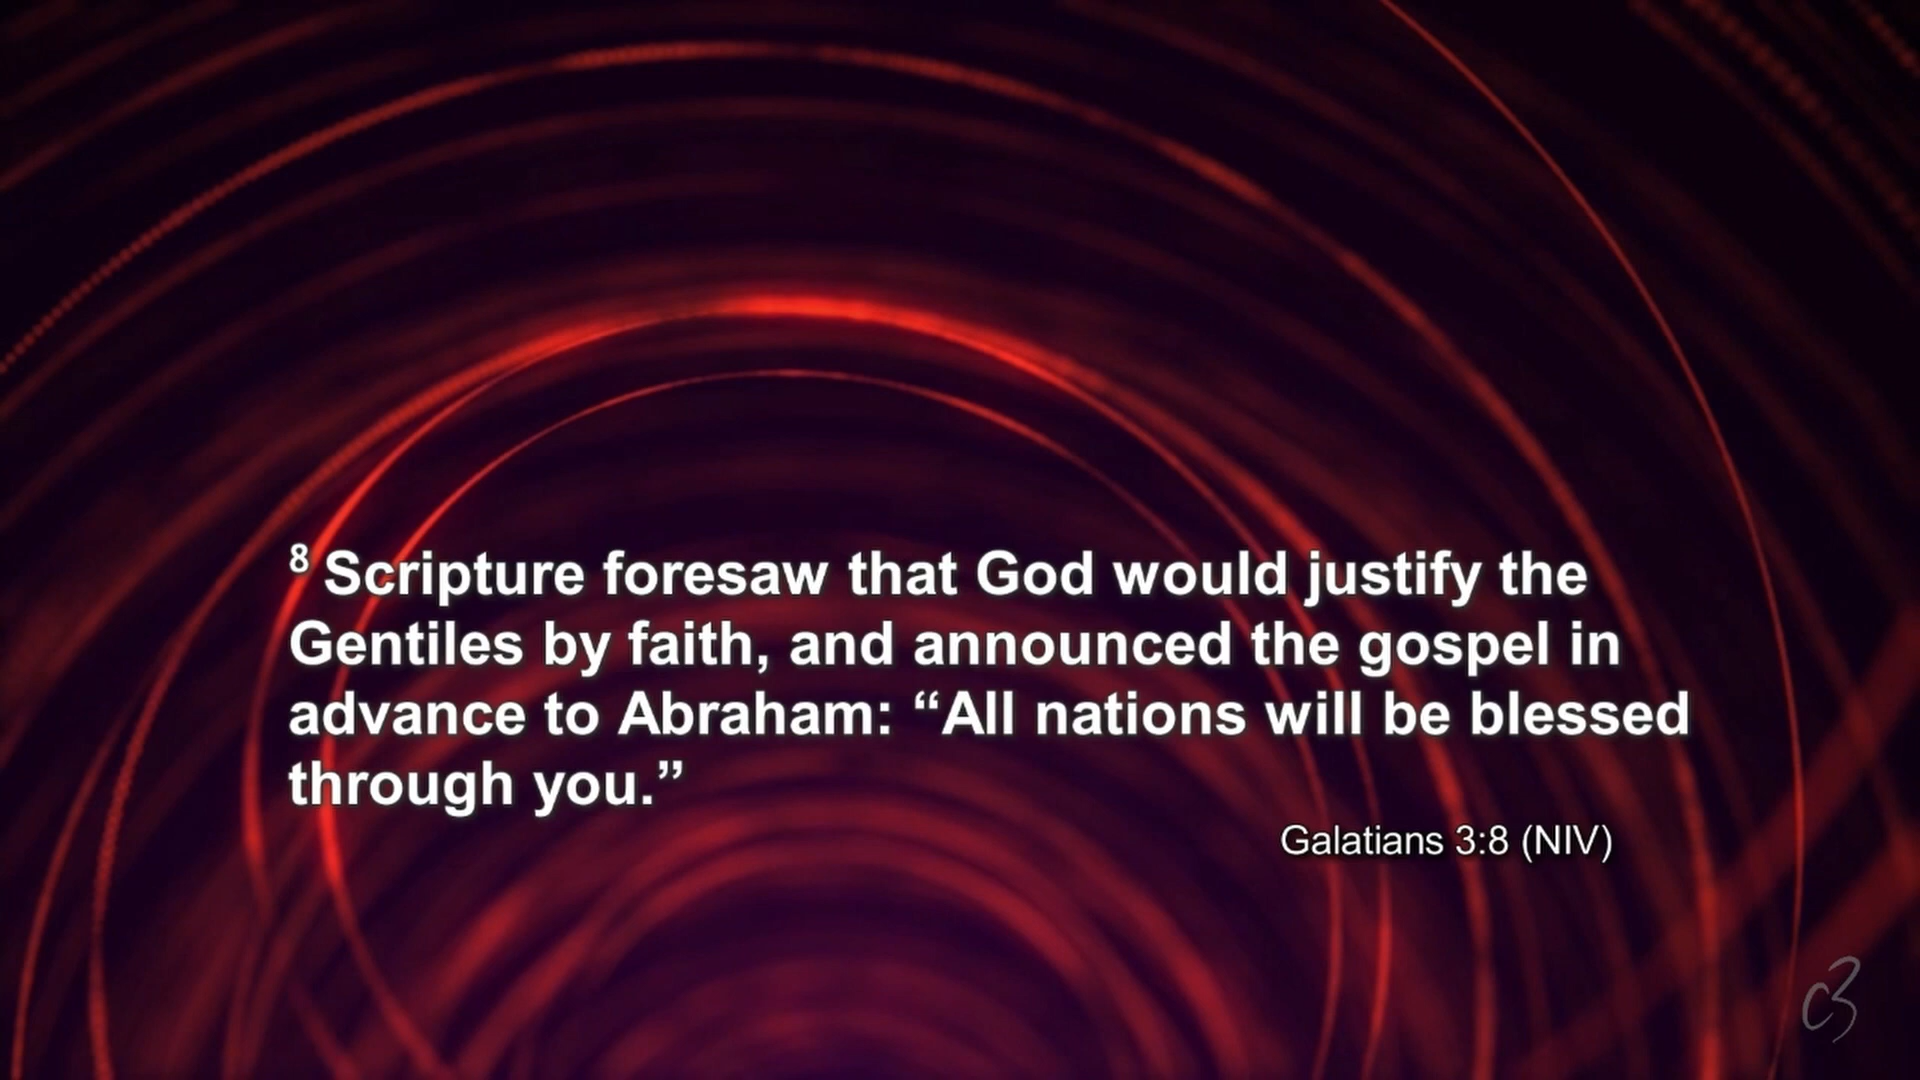 8 Scripture foresaw that God would justify the
Gentiles by faith, and announced the gospel in
advance to Abraham: “All nations will be blessed
through you.”
Galatians 3:8 (NIV)
c3